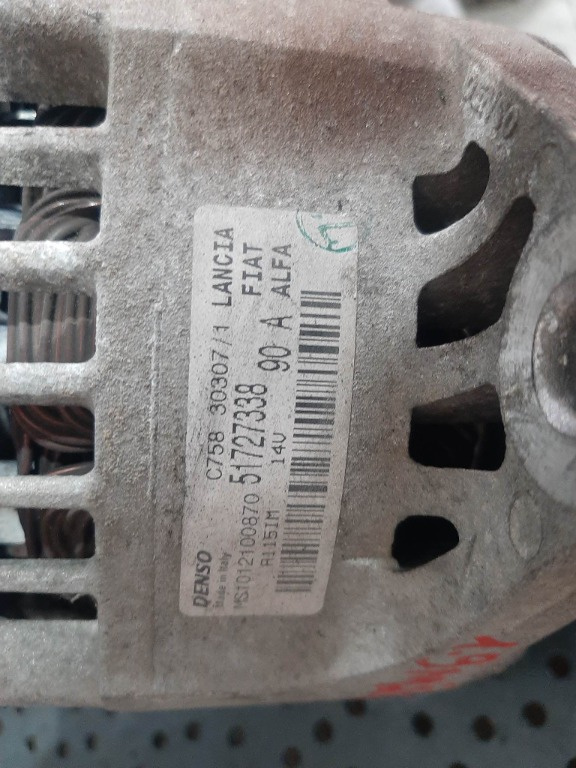 DENSO
Made in Italy
C758 30307/1 LANCIA
FIAT
MS1012100870 51727338 90 A ALFA
14V
A115IM